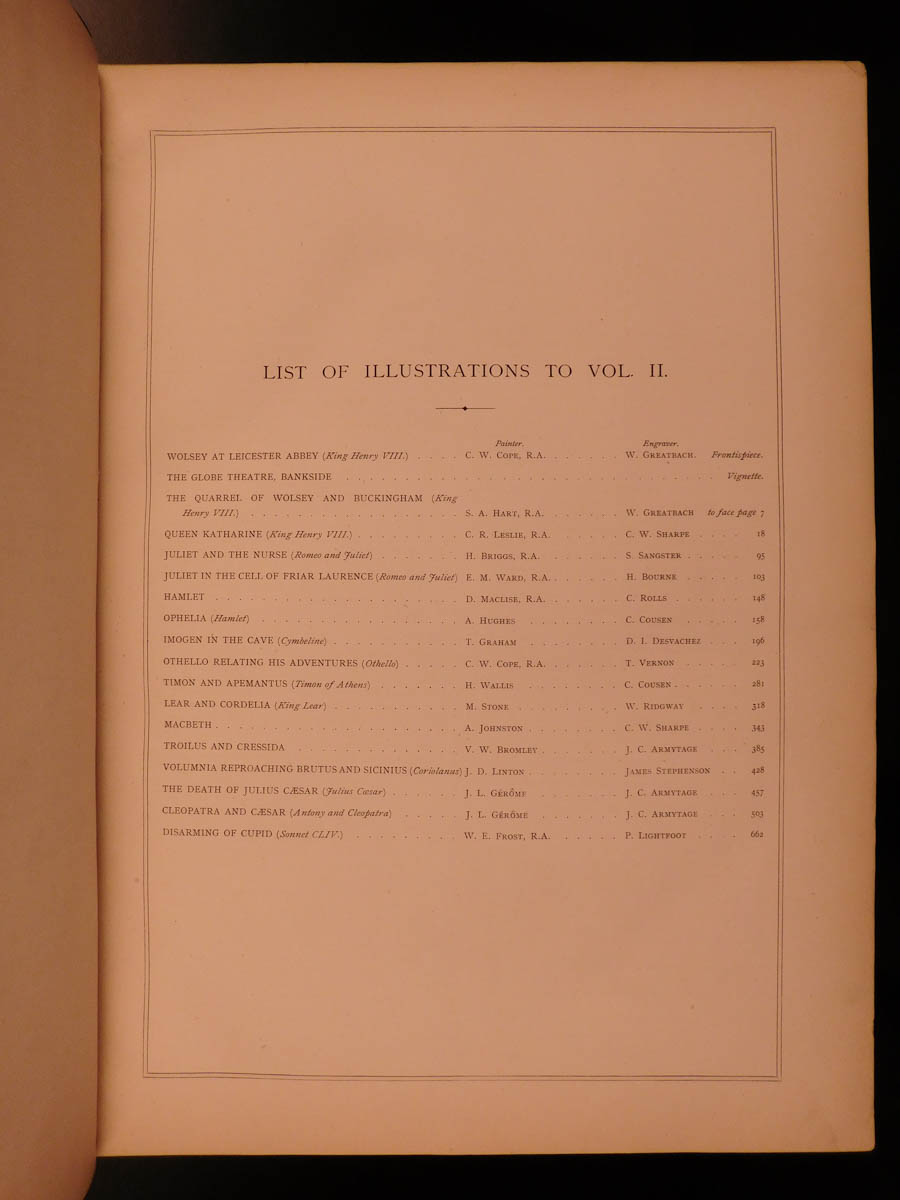 LIST OF ILLUSTRATIONS TO VOL. II.
Painter. Engraver.
WOLSEY AT LEICESTER ABBEY (King Henry VIII.) . . . . C. W. COPE, R.A. . . . . . . W. GREATBACH. Frontispiece.
THE GLOBE THEATRE, BANKSIDE . . . . . . . . . . . . . . . . . . . . . . . . . . . . . . Vignette.
THE QUARREL OF WOLSEY AND BUCKINGHAM (King
Henry VIII.) . . . . . . . . . . . . . . . . S. A. HART, R.A. . . . . . . W. GREATBACH to face page 7
QUEEN KATHARINE (King Henry VIII.) . . . . . . . . C. R. LESLIE, R.A. . . . . . C. W. SHARPE . . . . 18
JULIET AND THE NURSE (Romeo and Juliet) . . . . . . . H. BRIGGS, R.A. . . . . . . S. SANGSTER . . . . . 95
JULIET IN THE CELL OF FRIAR LAURENCE (Romeo and Juliet) E. M. WARD, R.A. . . . . . . H. BOURNE . . . . . 103
HAMLET . . . . . . . . . . . . . . . . . . . . D. MACLISE, R.A. . . . . . . C. ROLLS . . . . . . 148
OPHELIA (Hamlet) . . . . . . . . . . . . . . . . A. HUGHES . . . . . . . C. COUSEN . . . . . 158
IMOGEN IN THE CAVE (Cymbeline) . . . . . . . . . . T. GRAHAM . . . . . . . D. I. DESVACHEZ . . . 196
OTHELLO RELATING HIS ADVENTURES (Othello) . . . . . C. W. COPE, R.A. . . . . . . T. VERNON . . . . . 223
TIMON AND APEMANTUS (Timon of Athens) . . . . . . . H. WALLIS . . . . . . . . C. COUSEN . . . . . . 281
LEAR AND CORDELIA (King Lear) . . . . . . . . . . . M. STONE . . . . . . . . W. RIDGWAY . . . . 318
MACBETH . . . . . . . . . . . . . . . . . . . . A. JOHNSTON . . . . . . . C. W. SHARPE . . . . 343
TROILUS AND CRESSIDA . . . . . . . . . . . . . . V. W. BROMLEY . . . . . . . J. C. ARMYTAGE . . . 385
VOLUMNIA REPROACHING BRUTUS AND SICINIUS (Coriolanus) J. D. LINTON . . . . . . . . JAMES STEPHENSON . . 428
THE DEATH OF JULIUS CÆSAR (Julius Cæsar) . . . . . . J. L. GÉRÔME . . . . . . . J. C. ARMYTAGE . . . 457
CLEOPATRA AND CÆSAR (Antony and Cleopatra) . . . . . J. L. GÉRÔME . . . . . . . J. C. ARMYTAGE . . . 503
DISARMING OF CUPID (Sonnet CLIV.) . . . . . . . . . W. E. FROST, R.A. . . . . . P. LIGHTFOOT . . . . 662